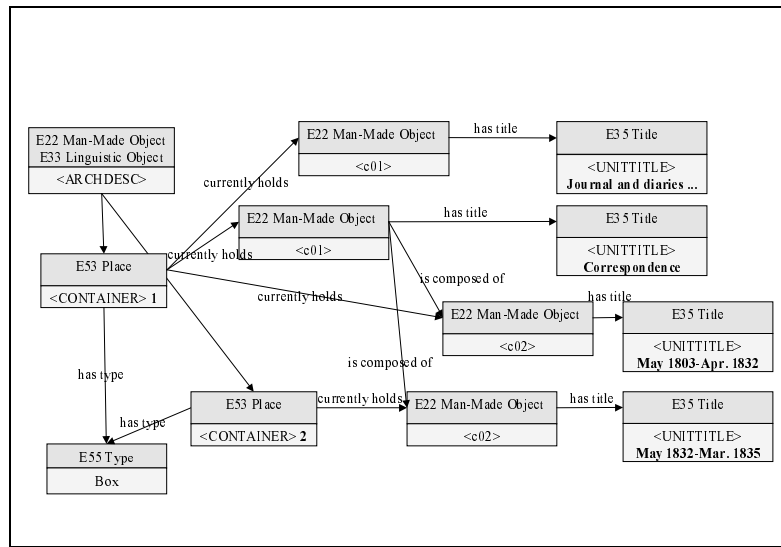 E22 Man-Made Object
E33 Linguistic Object
<ARCHDESC>
E22 Man-Made Object
<c01>
has title
E35 Title
<UNITTITLE>
Journal and diaries ...
currently holds
E22 Man-Made Object
<c01>
has title
E35 Title
<UNITTITLE>
Correspondence
currently holds
E53 Place
<CONTAINER> 1
is composed of
currently holds
E22 Man-Made Object
<c02>
has title
E35 Title
<UNITTITLE>
May 1803-Apr. 1832
is composed of
has type
E53 Place
<CONTAINER> 2
currently holds
E22 Man-Made Object
<c02>
has title
E35 Title
<UNITTITLE>
May 1832-Mar. 1835
has type
E55 Type
Box